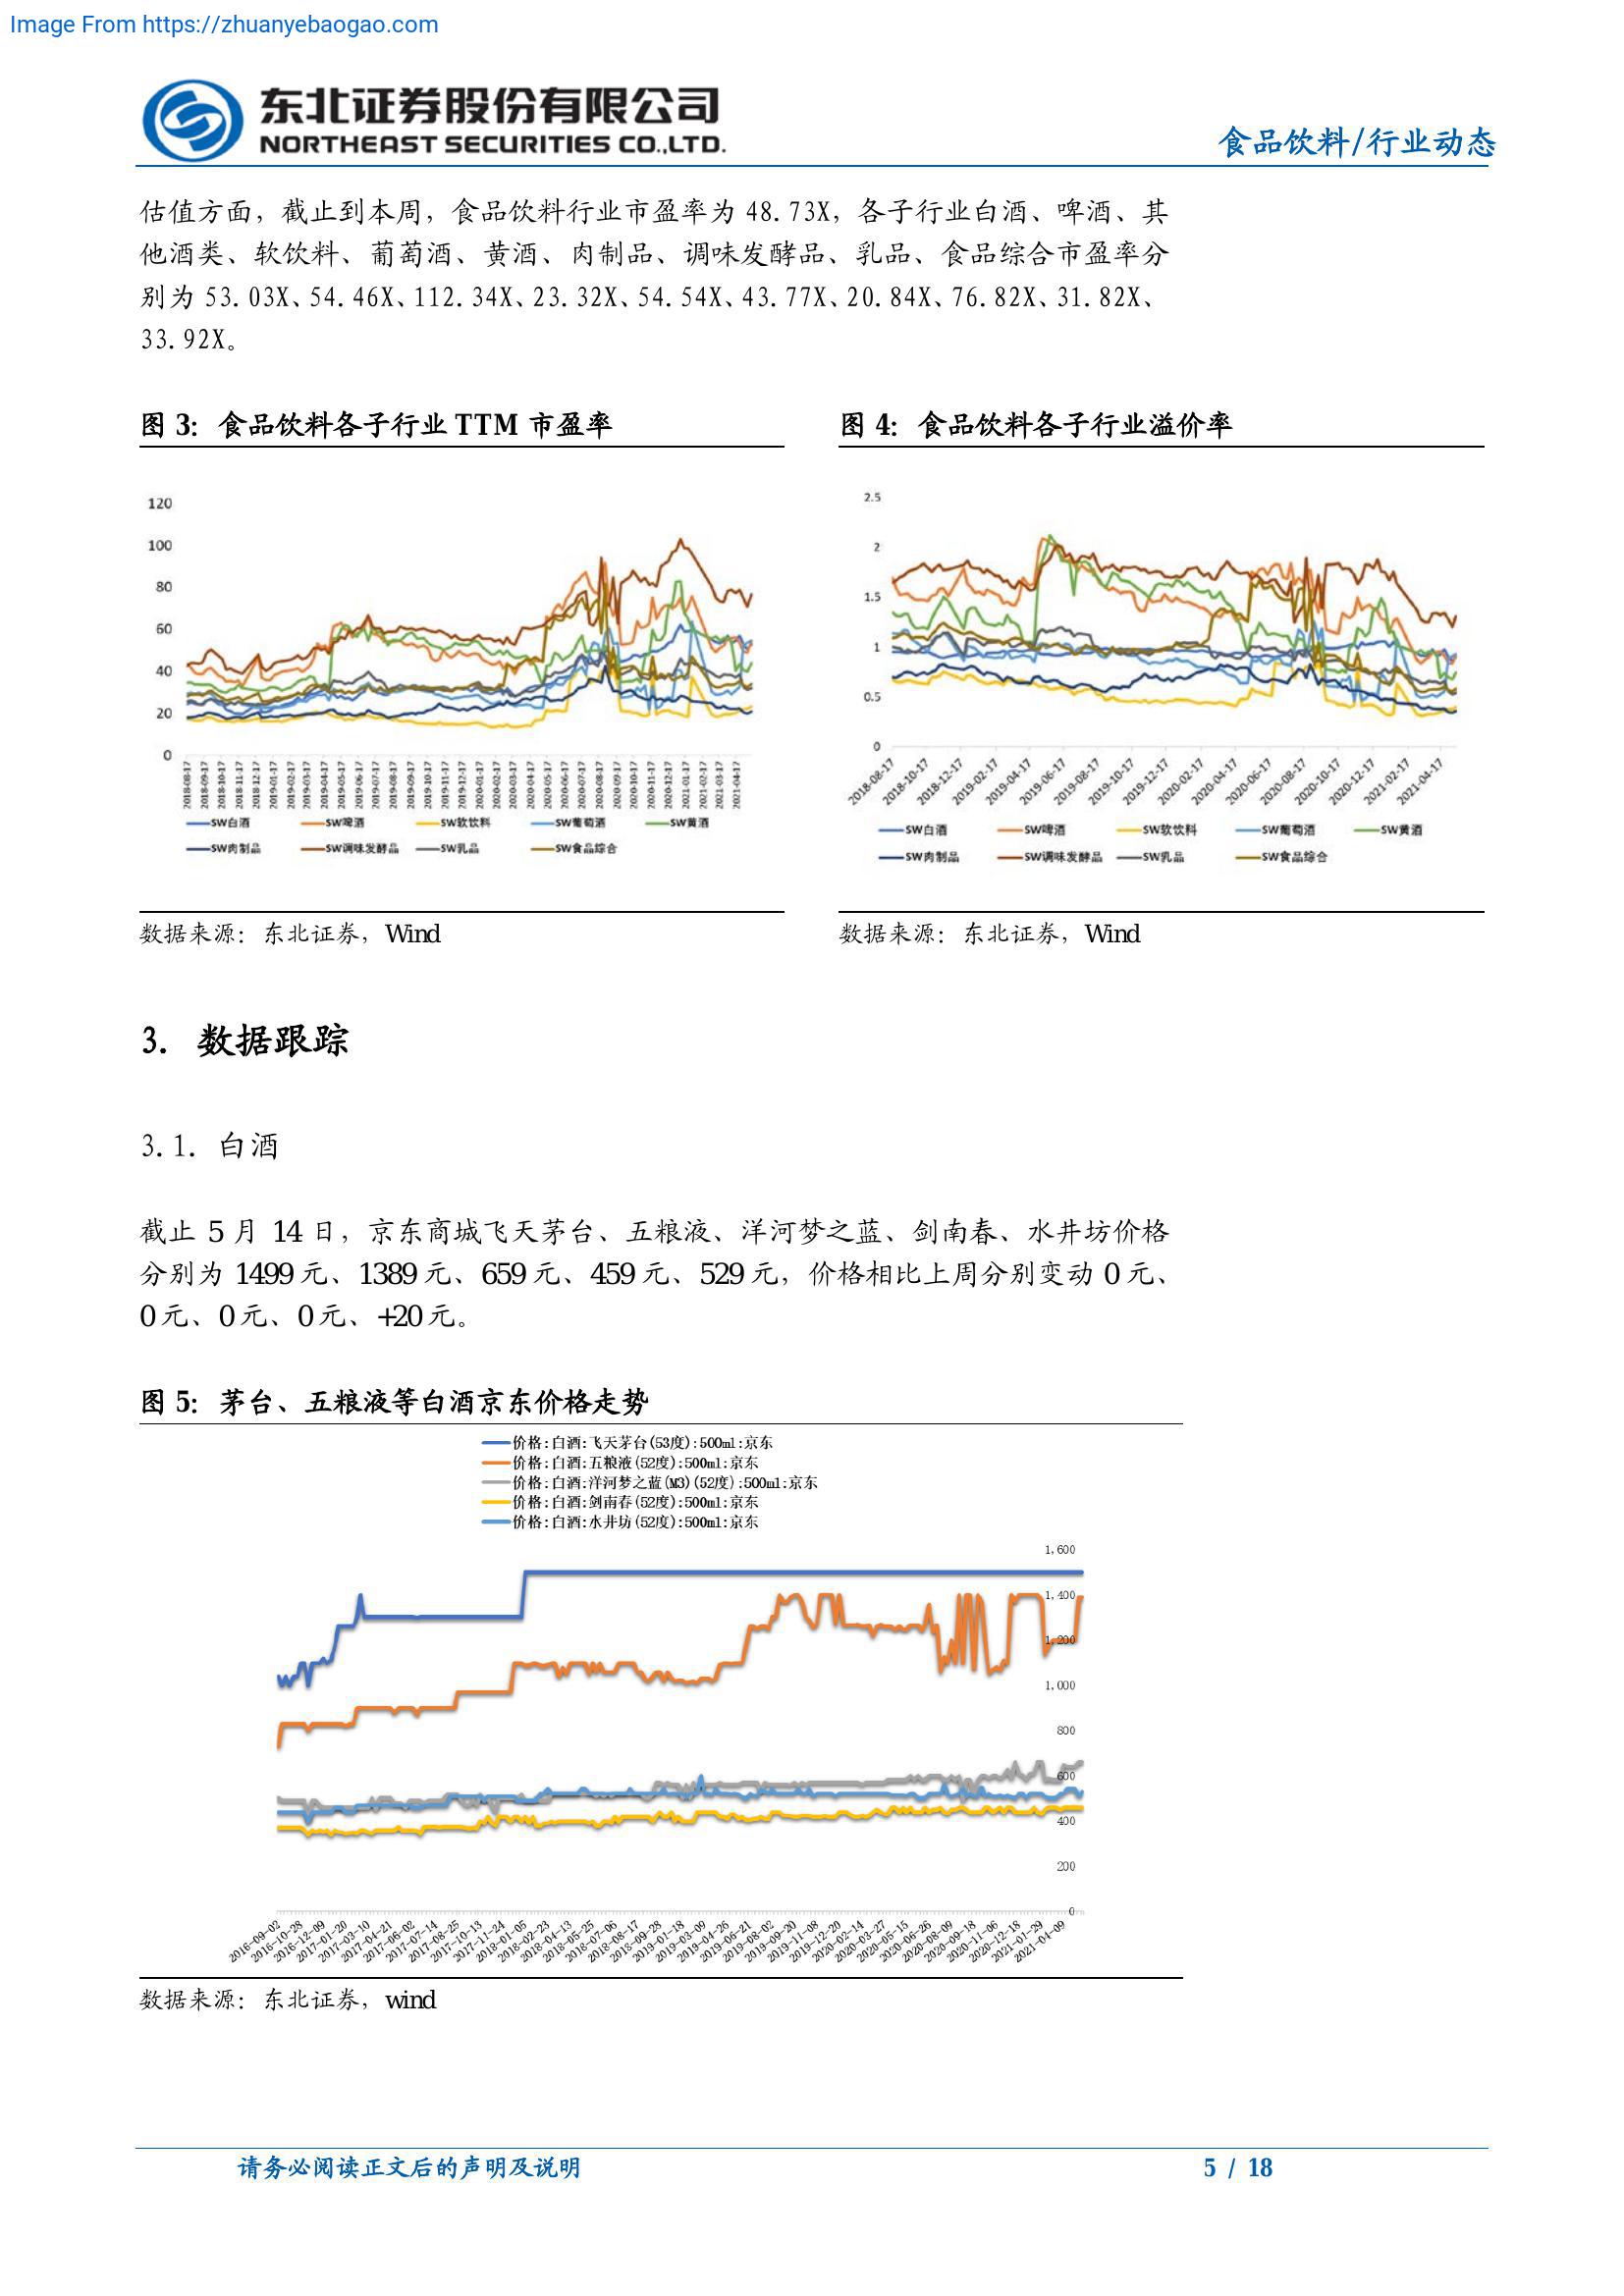 Image From https://zhuanyebaogao.com
东北证券股份有限公司
NORTHEAST SECURITIES CO.,LTD.
食品饮料/行业动态
估值方面，截止到本周，食品饮料行业市盈率为 48.73X，各子行业白酒、啤酒、其
他酒类、软饮料、葡萄酒、黄酒、肉制品、调味发酵品、乳品、食品综合市盈率分
别为 53.03X、54.46X、112.34X、23.32X、54.54X、43.77X、20.84X、76.82X、31.82X、
33.92X。
图 3：食品饮料各子行业 TTM 市盈率
120
100
80
60
40
20
0
2018-08-17 2018-09-17 2018-10-17 2018-11-17 2018-12-17 2019-01-17 2019-02-17 2019-03-17 2019-04-17 2019-05-17 2019-06-17 2019-07-17 2019-08-17 2019-09-17 2019-10-17 2019-11-17 2019-12-17 2020-01-17 2020-02-17 2020-03-17 2020-04-17 2020-05-17 2020-06-17 2020-07-17 2020-08-17 2020-09-17 2020-10-17 2020-11-17 2020-12-17 2021-01-17 2021-02-17 2021-03-17 2021-04-17
SW白酒 SW啤酒 SW软饮料 SW葡萄酒 SW黄酒
SW肉制品 SW调味发酵品 SW乳品 SW食品综合
数据来源：东北证券，Wind
图 4：食品饮料各子行业溢价率
2.5
2
1.5
1
0.5
0
2018-08-17 2018-10-17 2018-12-17 2019-02-17 2019-04-17 2019-06-17 2019-08-17 2019-10-17 2019-12-17 2020-02-17 2020-04-17 2020-06-17 2020-08-17 2020-10-17 2020-12-17 2021-02-17 2021-04-17
SW白酒 SW啤酒 SW软饮料 SW葡萄酒 SW黄酒
SW肉制品 SW调味发酵品 SW乳品 SW食品综合
数据来源：东北证券，Wind
3. 数据跟踪
3.1. 白酒
截止 5 月 14 日，京东商城飞天茅台、五粮液、洋河梦之蓝、剑南春、水井坊价格
分别为 1499 元、1389 元、659 元、459 元、529 元，价格相比上周分别变动 0 元、
0 元、0 元、0 元、+20 元。
图 5：茅台、五粮液等白酒京东价格走势
价格:白酒:飞天茅台(53度):500ml:京东
价格:白酒:五粮液(52度):500ml:京东
价格:白酒:洋河梦之蓝(M3)(52度):500ml:京东
价格:白酒:剑南春(52度):500ml:京东
价格:白酒:水井坊(52度):500ml:京东
1,600
1,400
1,200
1,000
800
600
400
200
0
2016-09-02 2016-10-28 2016-12-09 2017-01-20 2017-03-10 2017-04-21 2017-06-02 2017-07-14 2017-08-25 2017-10-13 2017-11-24 2018-01-05 2018-02-23 2018-04-13 2018-05-25 2018-07-06 2018-08-17 2018-09-28 2019-01-18 2019-03-09 2019-04-26 2019-06-21 2019-08-02 2019-09-20 2019-11-08 2019-12-20 2020-02-14 2020-03-27 2020-05-15 2020-06-26 2020-08-09 2020-09-18 2020-11-06 2020-12-18 2021-01-29 2021-04-09
数据来源：东北证券，wind
请务必阅读正文后的声明及说明
5 / 18